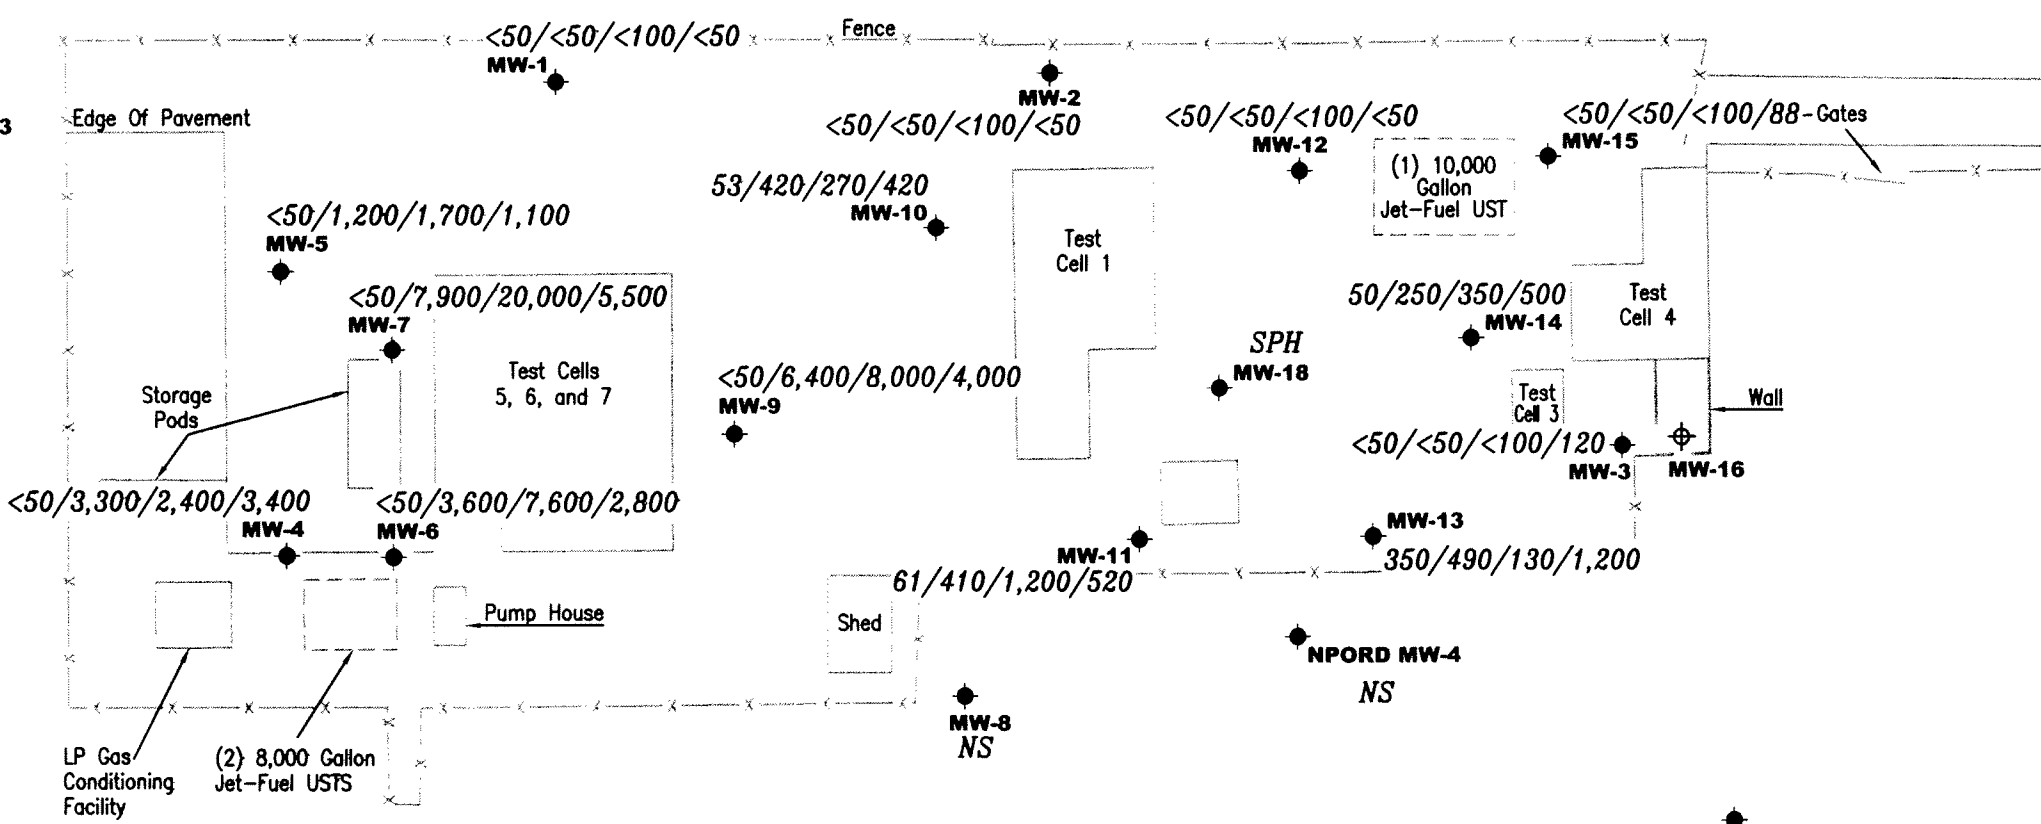 <50/<50/<100/<50
Fence
MW-1
MW-2
3
Edge Of Pavement
<50/<50/<100/<50
<50/<50/<100/<50
<50/<50/<100/88
Gates
MW-12
MW-15
(1) 10,000
Gallon
Jet-Fuel UST
53/420/270/420
MW-10
<50/1,200/1,700/1,100
MW-5
Test
Cell 1
<50/7,900/20,000/5,500
MW-7
50/250/350/500
MW-14
Test
Cell 4
SPH
MW-18
Test Cells
5, 6, and 7
<50/6,400/8,000/4,000
MW-9
Storage
Pods
Test
Cell 3
Wall
<50/<50/<100/120
MW-3
MW-16
<50/3,300/2,400/3,400
MW-4
<50/3,600/7,600/2,800
MW-6
MW-13
350/490/130/1,200
MW-11
61/410/1,200/520
Pump House
Shed
NPORD MW-4
NS
MW-8
NS
LP Gas
Conditioning
Facility
(2) 8,000 Gallon
Jet-Fuel USTS